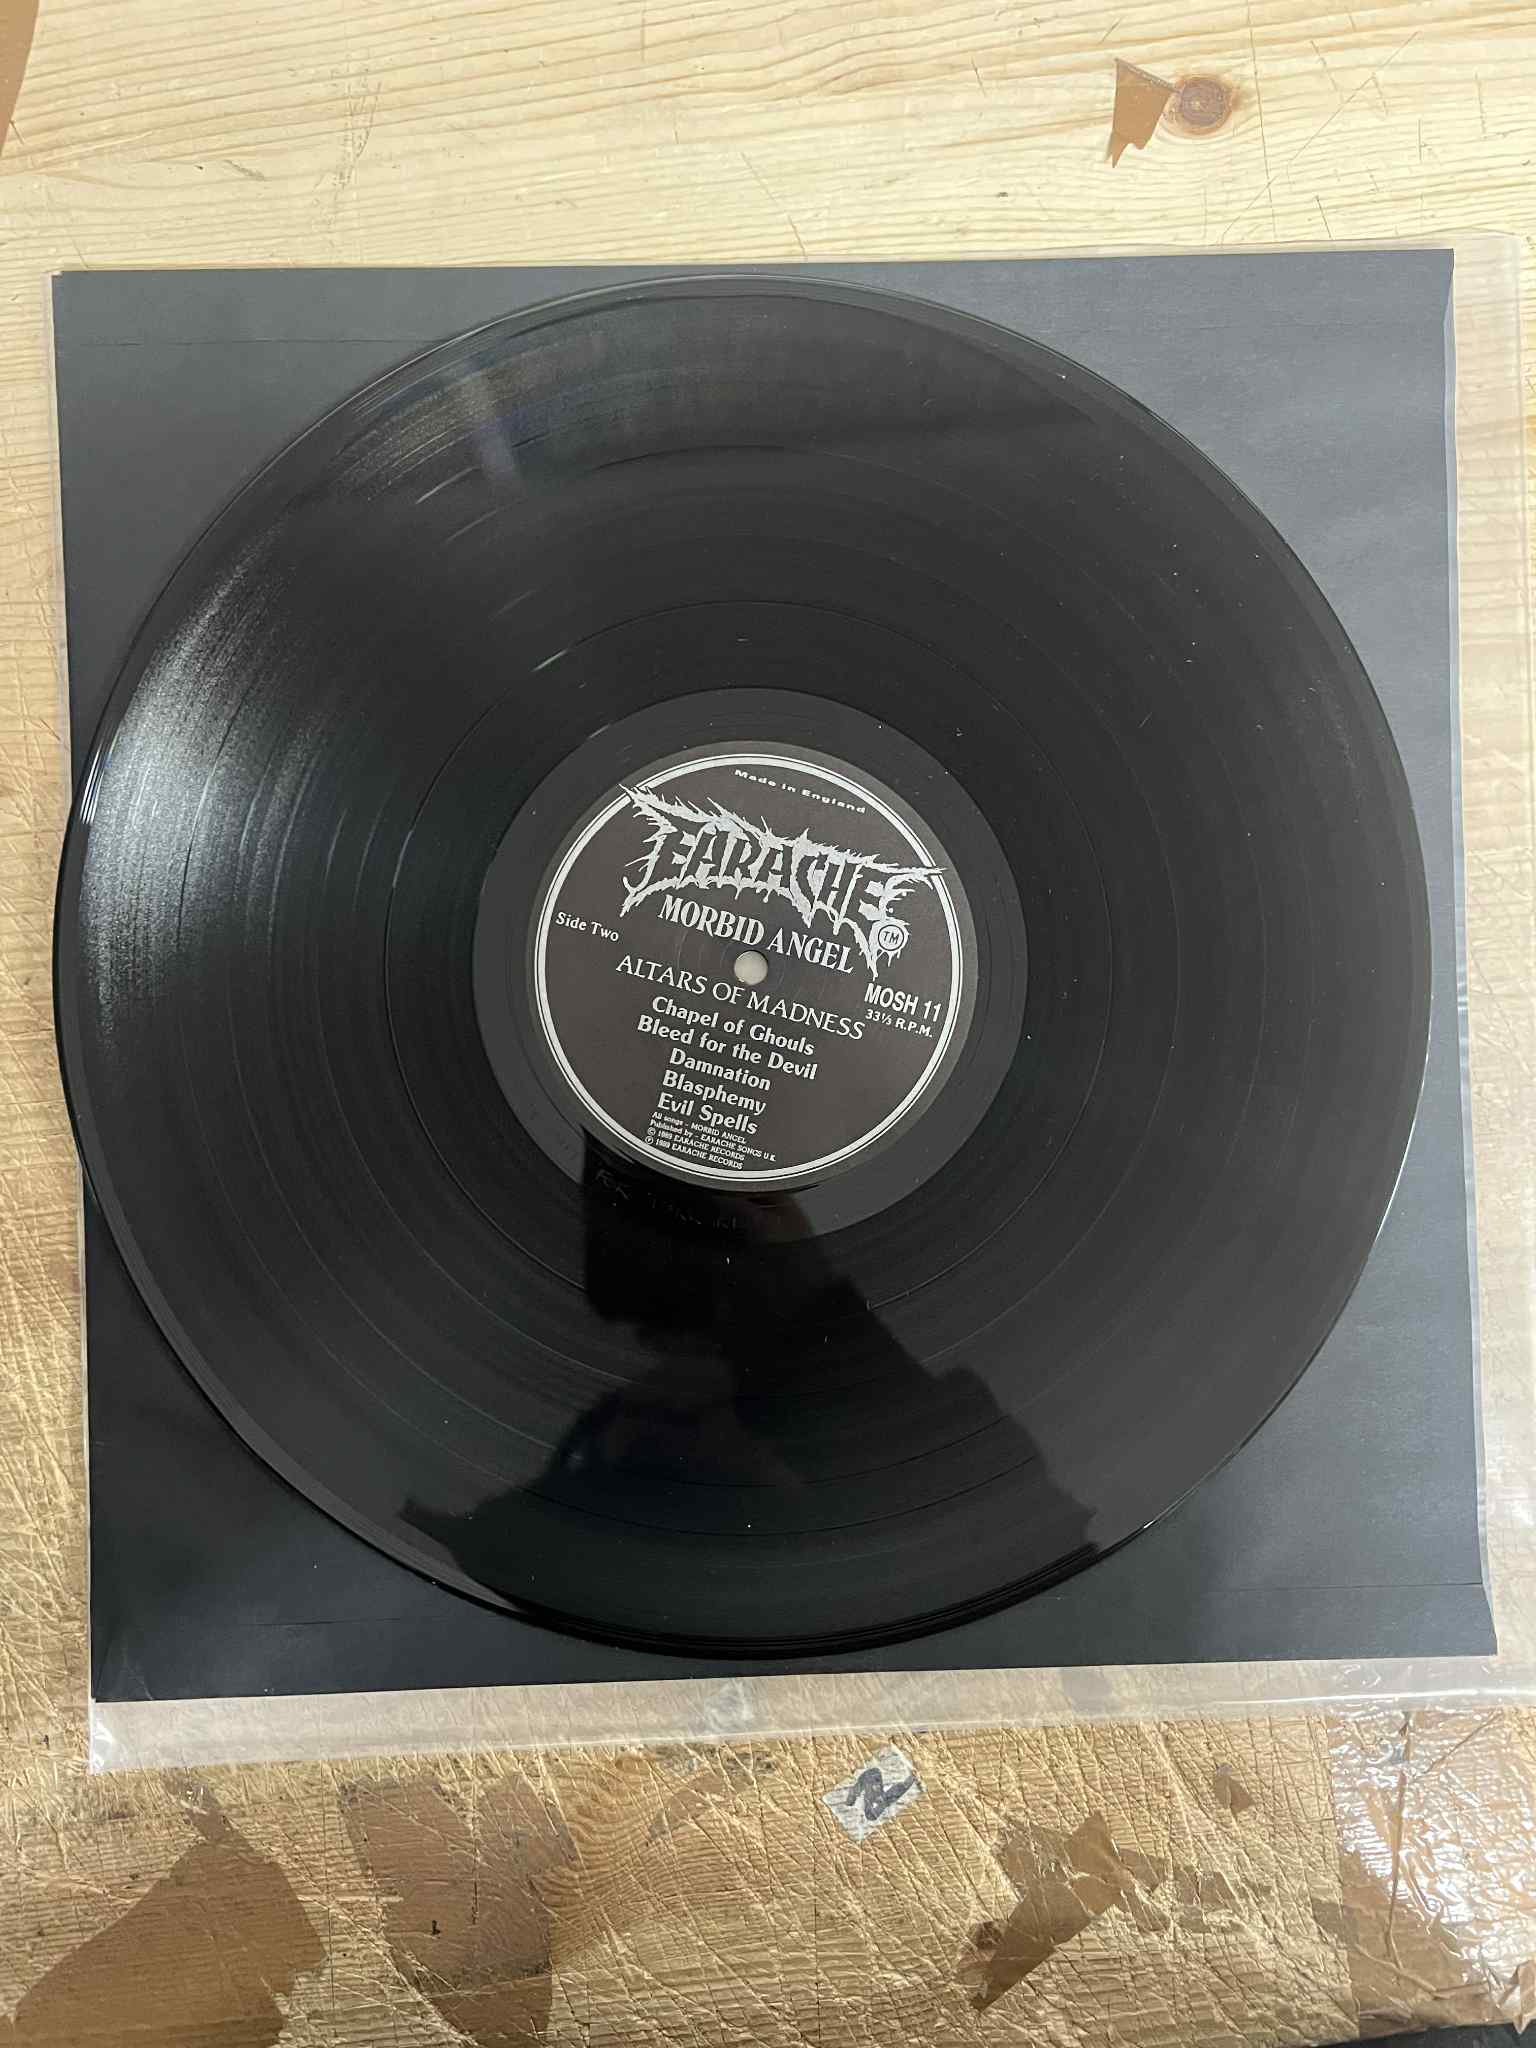 Made in England
EARACHE
TM
MORBID ANGEL
Side Two
ALTARS OF MADNESS
MOSH 11
33⅓ R.P.M.
Chapel of Ghouls
Bleed for the Devil
Damnation
Blasphemy
Evil Spells
All songs - MORBID ANGEL
Published by - EARACHE SONGS U.K.
© 1989 EARACHE RECORDS
℗ 1989 EARACHE RECORDS